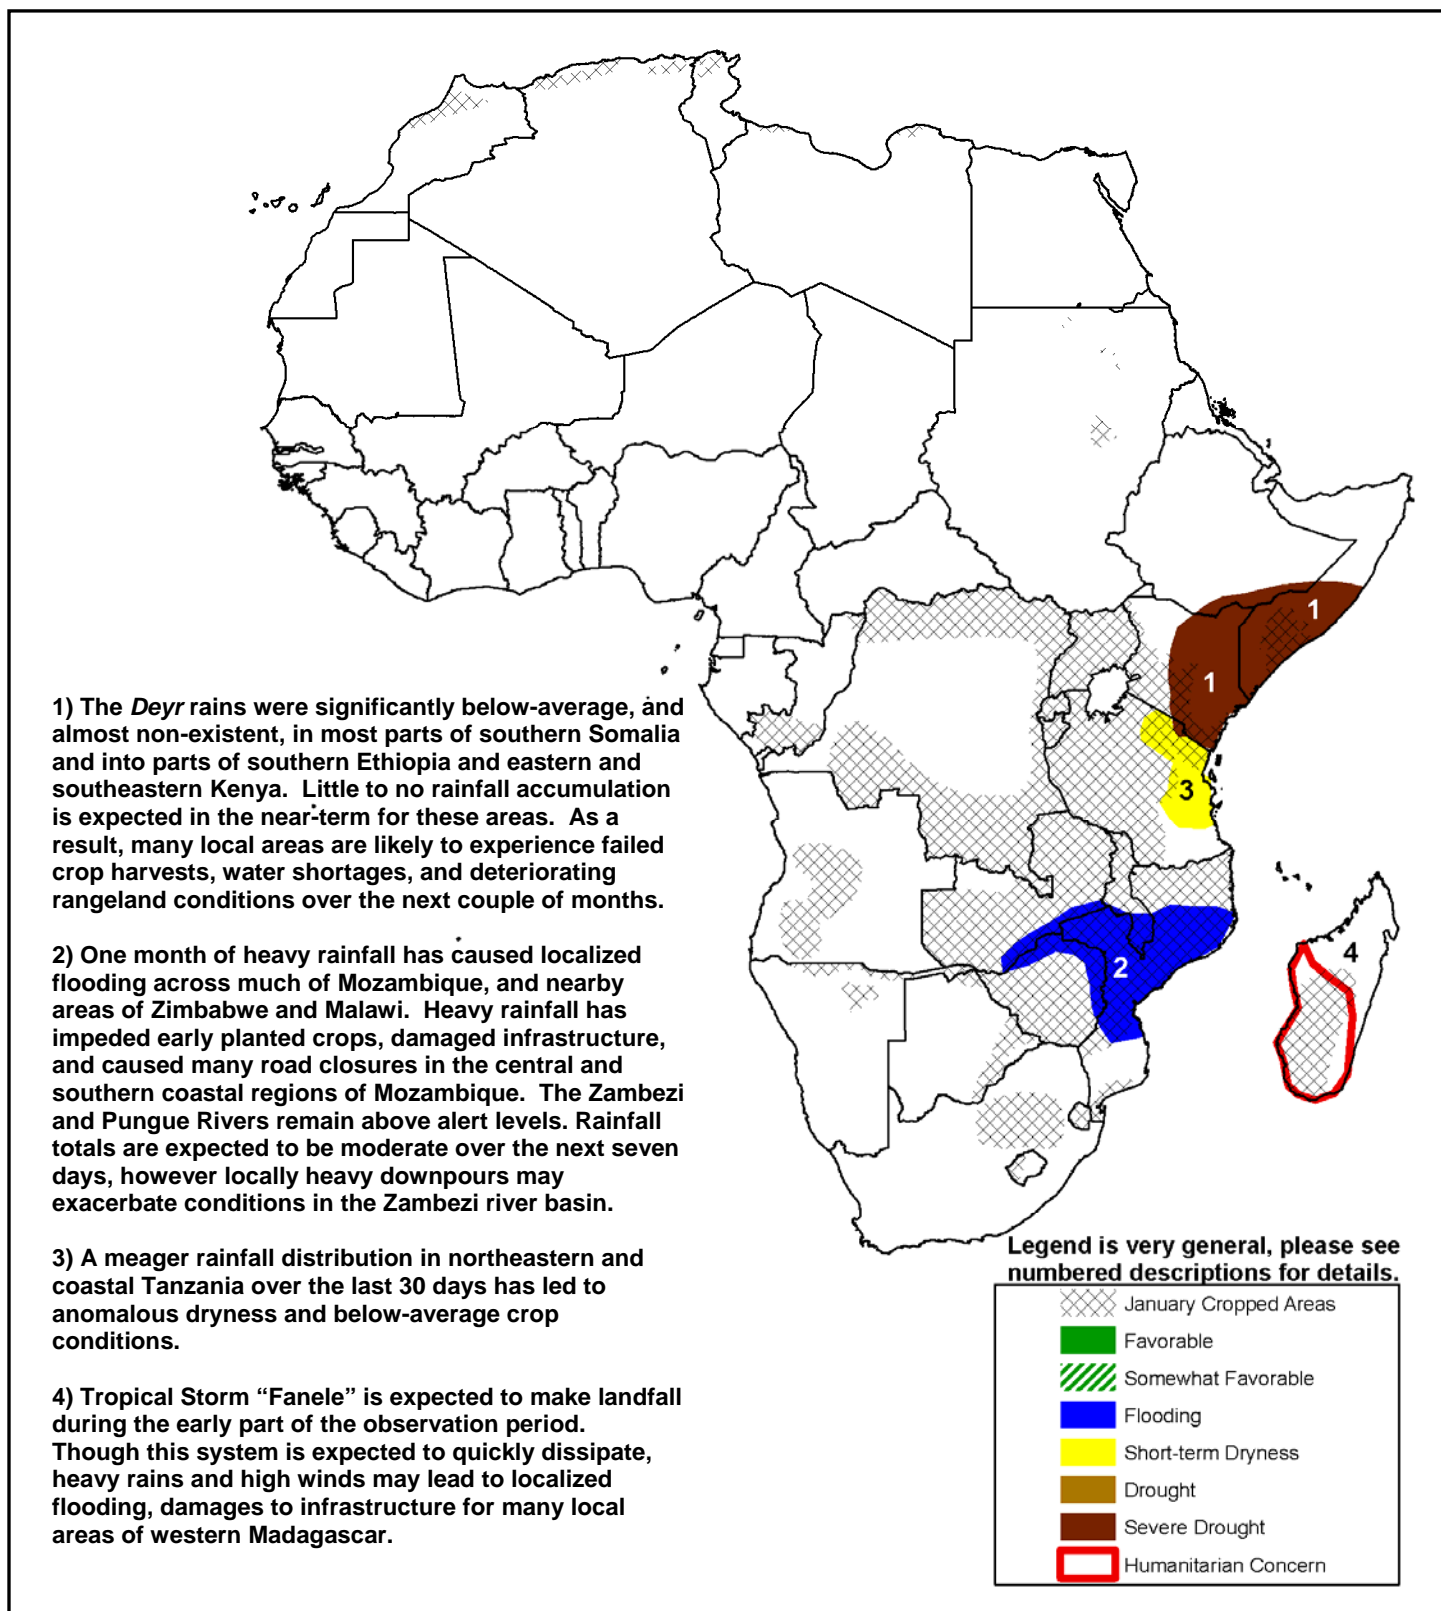 1
1
1) The Deyr rains were significantly below-average, and
almost non-existent, in most parts of southern Somalia
and into parts of southern Ethiopia and eastern and
southeastern Kenya.  Little to no rainfall accumulation
is expected in the near-term for these areas.  As a
result, many local areas are likely to experience failed
crop harvests, water shortages, and deteriorating
rangeland conditions over the next couple of months.
3
2) One month of heavy rainfall has caused localized
flooding across much of Mozambique, and nearby
areas of Zimbabwe and Malawi.  Heavy rainfall has
impeded early planted crops, damaged infrastructure,
and caused many road closures in the central and
southern coastal regions of Mozambique.  The Zambezi
and Pungue Rivers remain above alert levels. Rainfall
totals are expected to be moderate over the next seven
days, however locally heavy downpours may
exacerbate conditions in the Zambezi river basin.
4
2
3) A meager rainfall distribution in northeastern and
coastal Tanzania over the last 30 days has led to
anomalous dryness and below-average crop
conditions.
4) Tropical Storm “Fanele” is expected to make landfall
during the early part of the observation period.
Though this system is expected to quickly dissipate,
heavy rains and high winds may lead to localized
flooding, damages to infrastructure for many local
areas of western Madagascar.
Legend is very general, please see
numbered descriptions for details.
January Cropped Areas
Favorable
Somewhat Favorable
Flooding
Short-term Dryness
Drought
Severe Drought
Humanitarian Concern